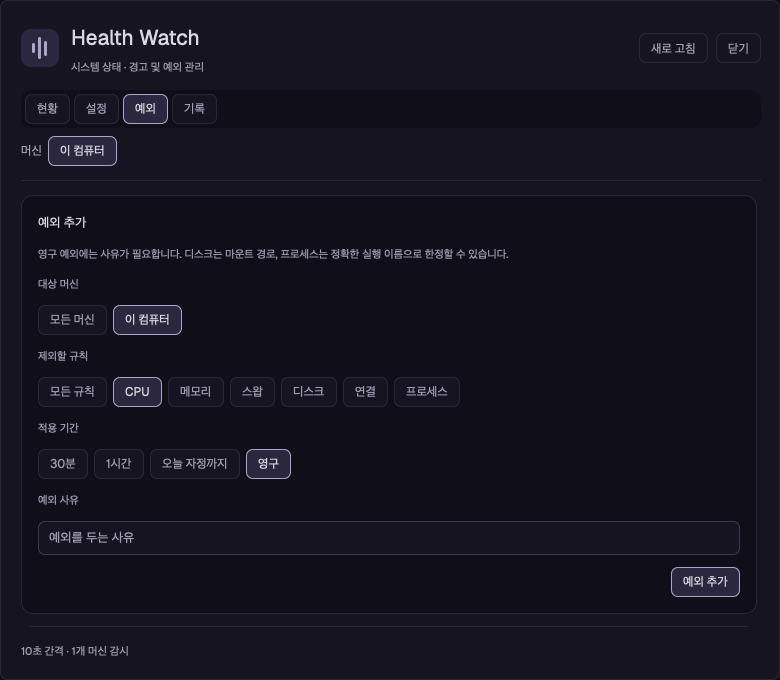 Health Watch
시스템 상태 · 경고 및 예외 관리
새로 고침
닫기
현황
설정
예외
기록
머신
이 컴퓨터
예외 추가
영구 예외에는 사유가 필요합니다. 디스크는 마운트 경로, 프로세스는 정확한 실행 이름으로 한정할 수 있습니다.
대상 머신
모든 머신
이 컴퓨터
제외할 규칙
모든 규칙
CPU
메모리
스왑
디스크
연결
프로세스
적용 기간
30분
1시간
오늘 자정까지
영구
예외 사유
예외를 두는 사유
예외 추가
10초 간격 · 1개 머신 감시